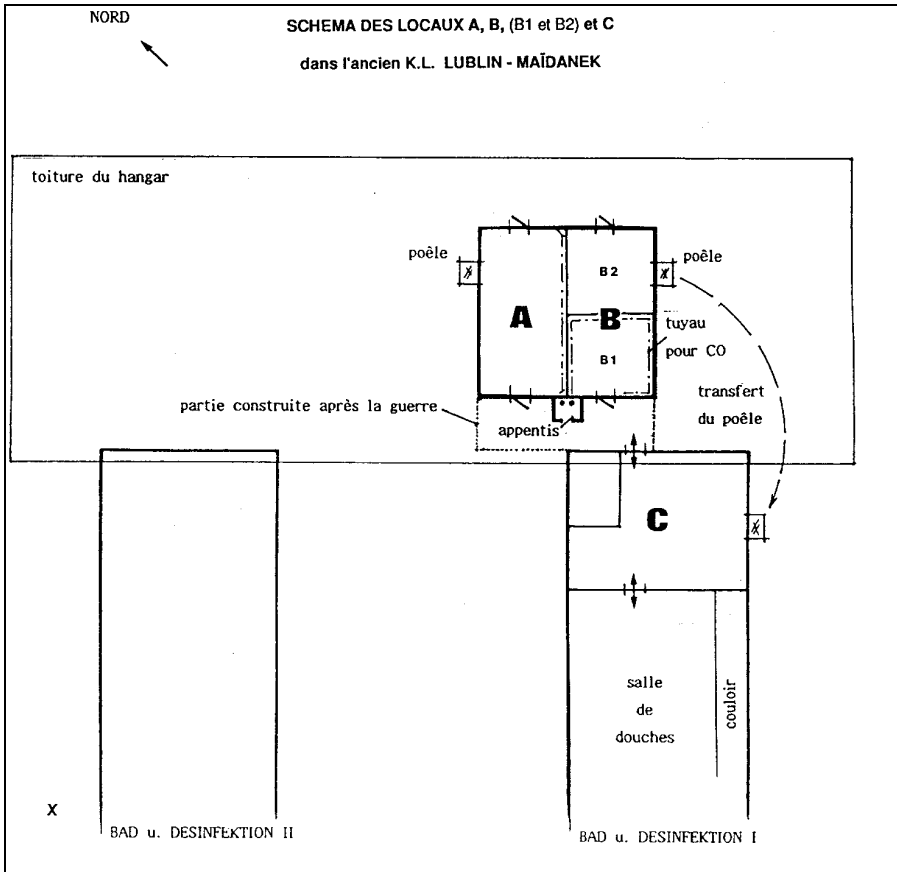 NORD
SCHEMA DES LOCAUX A, B, (B1 et B2) et C
dans l'ancien K.L. LUBLIN - MAÏDANEK
toiture du hangar
poêle
poêle
B2
A
B
B1
tuyau
pour CO
transfert
du poêle
partie construite après la guerre
appentis
C
salle
de
douches
couloir
X
BAD u. DESINFEKTION II
BAD u. DESINFEKTION I